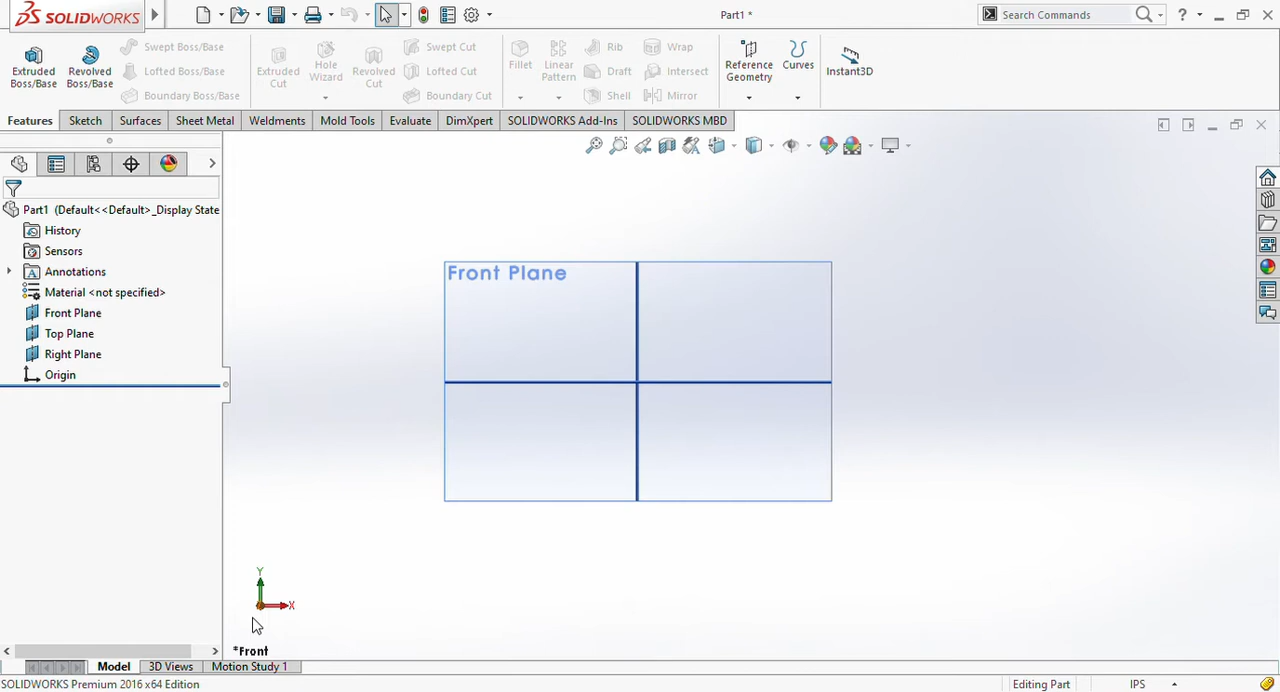 SOLIDWORKS
Part1 *
Search Commands
?
Extruded Boss/Base
Revolved Boss/Base
Swept Boss/Base
Lofted Boss/Base
Boundary Boss/Base
Extruded Cut
Hole Wizard
Revolved Cut
Swept Cut
Lofted Cut
Boundary Cut
Fillet
Linear Pattern
Rib
Draft
Shell
Wrap
Intersect
Mirror
Reference Geometry
Curves
Instant3D
Features Sketch Surfaces Sheet Metal Weldments Mold Tools Evaluate DimXpert SOLIDWORKS Add-Ins SOLIDWORKS MBD
Part1 (Default<<Default>_Display State
History
Sensors
Annotations
Material <not specified>
Front Plane
Top Plane
Right Plane
Origin
Front Plane
Y
X
*Front
Model 3D Views Motion Study 1
SOLIDWORKS Premium 2016 x64 Edition
Editing Part
IPS